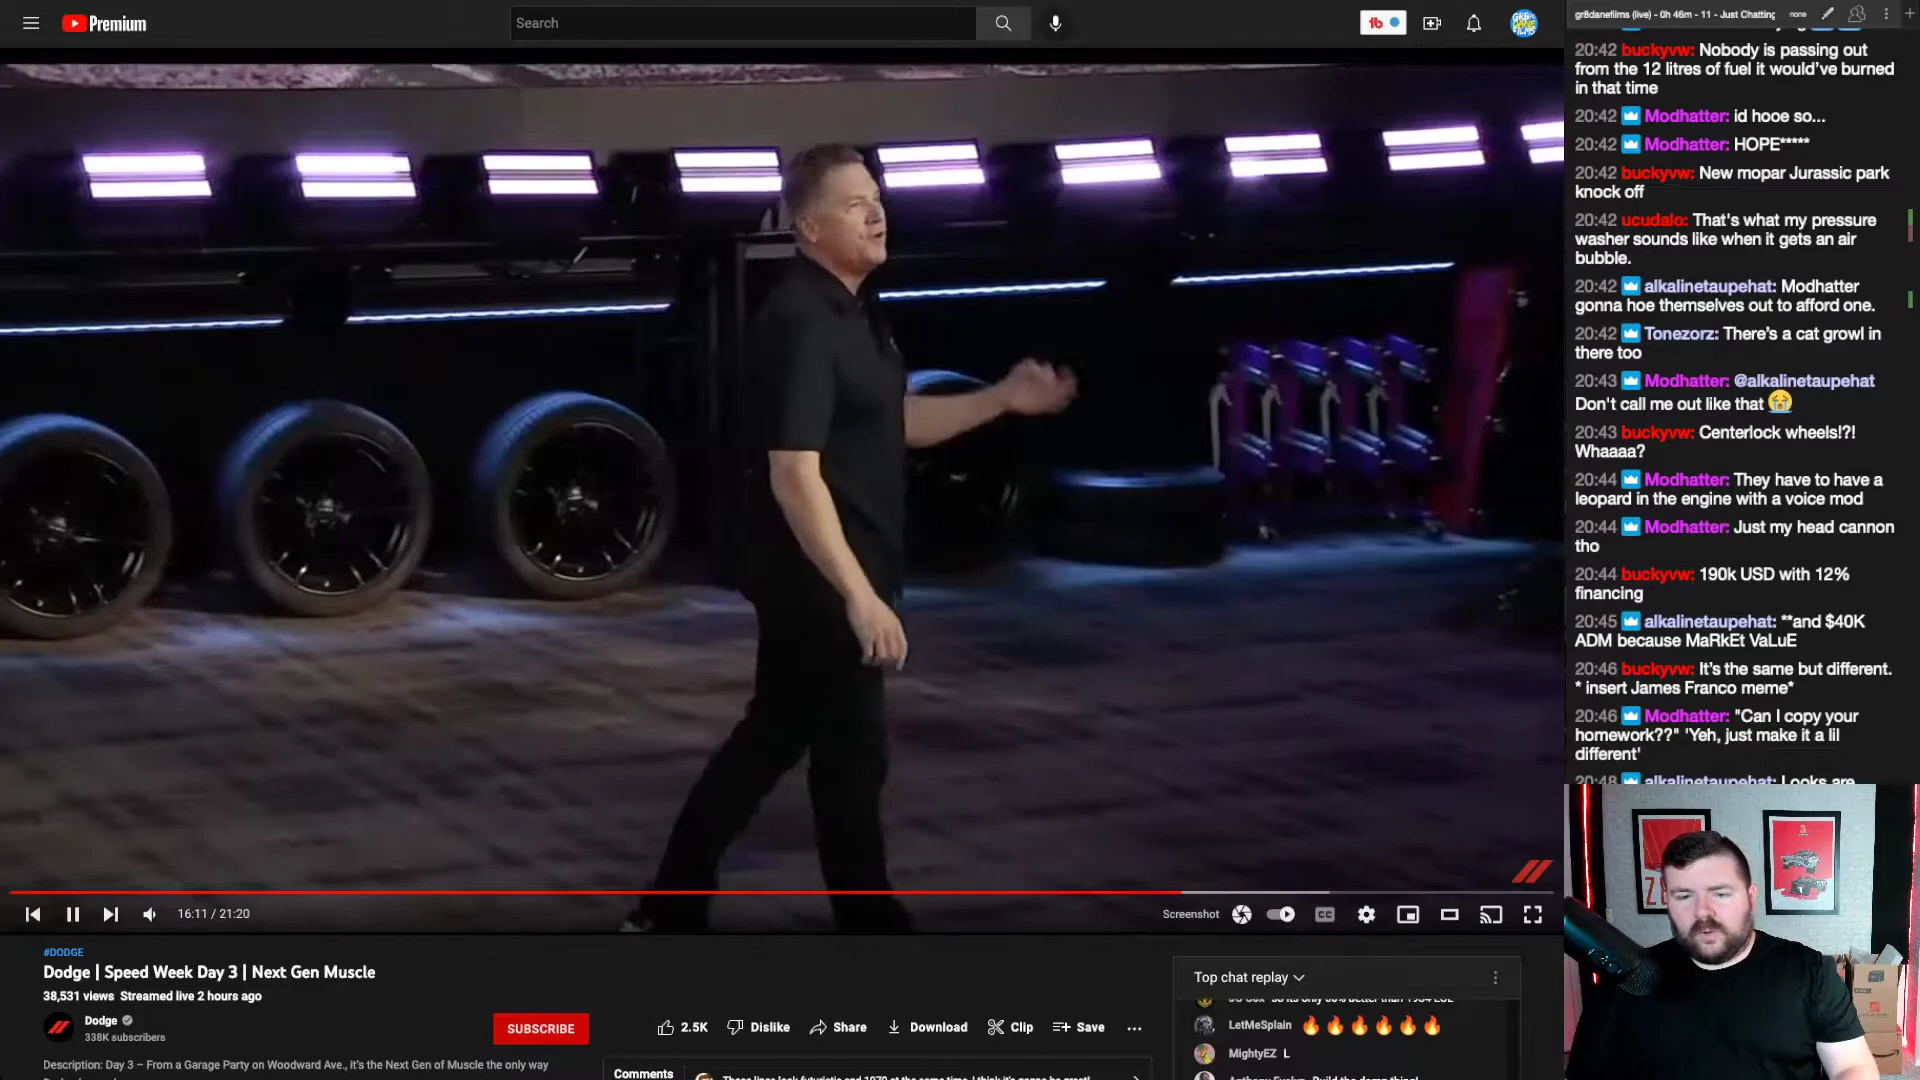 Premium
Search
gr8danefilms (live) - 0h 46m - 11 - Just Chatting
none
20:42 buckyvw: Nobody is passing out
from the 12 litres of fuel it would've burned
in that time
20:42 Modhatter: id hooe so...
20:42 Modhatter: HOPE*****
20:42 buckyvw: New mopar Jurassic park
knock off
20:42 ucudalo: That's what my pressure
washer sounds like when it gets an air
bubble.
20:42 alkalinetaupehat: Modhatter
gonna hoe themselves out to afford one.
20:42 Tonezorz: There's a cat growl in
there too
20:43 Modhatter: @alkalinetaupehat
Don't call me out like that
20:43 buckyvw: Centerlock wheels!?!
Whaaaa?
20:44 Modhatter: They have to have a
leopard in the engine with a voice mod
20:44 Modhatter: Just my head cannon
tho
20:44 buckyvw: 190k USD with 12%
financing
20:45 alkalinetaupehat: **and $40K
ADM because MaRkEt VaLuE
20:46 buckyvw: It's the same but different.
* insert James Franco meme*
20:46 Modhatter: "Can I copy your
homework??" 'Yeh, just make it a lil
different'
20:48 alkalinetaupehat: Looks are
16:11 / 21:20
Screenshot
CC
#DODGE
Dodge | Speed Week Day 3 | Next Gen Muscle
38,531 views Streamed live 2 hours ago
Dodge
338K subscribers
SUBSCRIBE
2.5K
Dislike
Share
Download
Clip
Save
Description: Day 3 – From a Garage Party on Woodward Ave., it's the Next Gen of Muscle the only way
Comments
Top chat replay
LetMeSplain
MightyEZ L